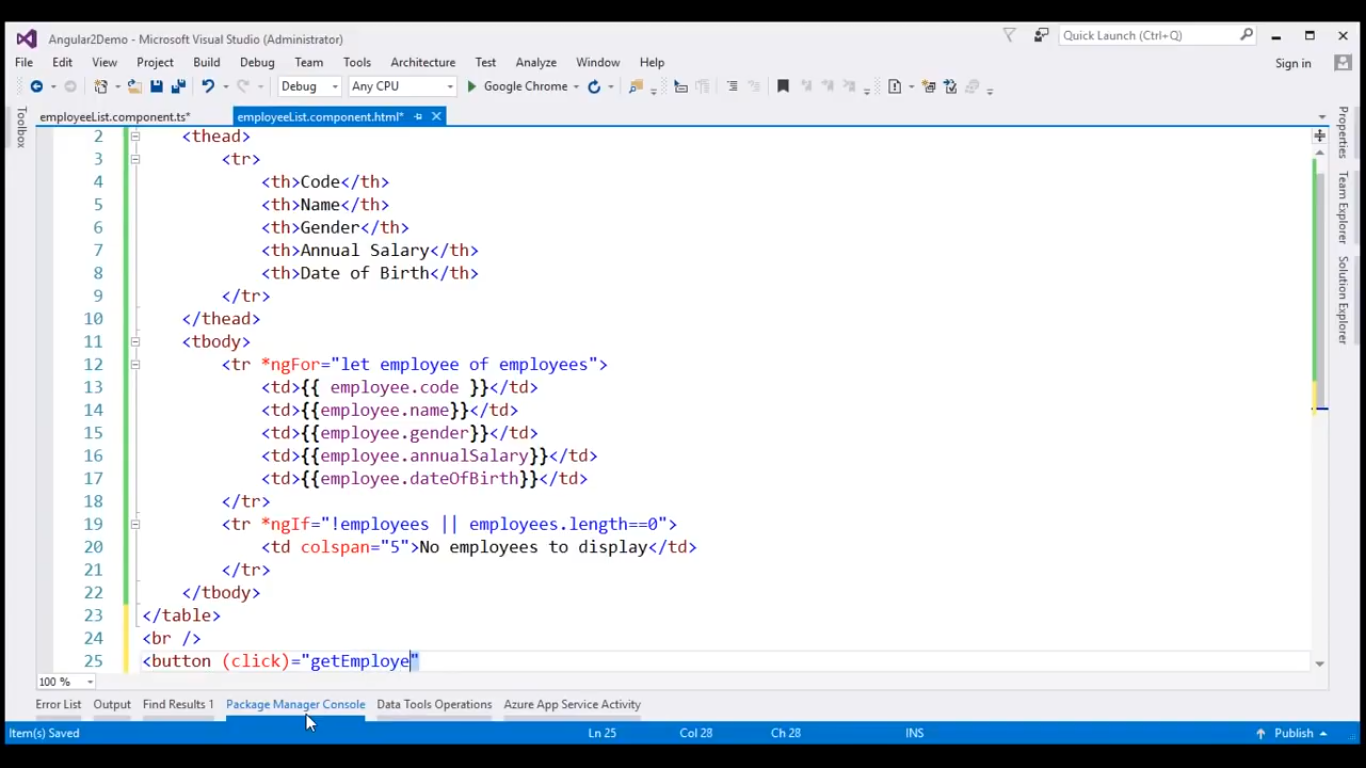 Angular2Demo - Microsoft Visual Studio (Administrator)
Quick Launch (Ctrl+Q)
File Edit View Project Build Debug Team Tools Architecture Test Analyze Window Help
Sign in
Debug Any CPU Google Chrome
employeeList.component.ts* employeeList.component.html*
Toolbox
Properties
Team Explorer
Solution Explorer
2 <thead>
3 <tr>
4 <th>Code</th>
5 <th>Name</th>
6 <th>Gender</th>
7 <th>Annual Salary</th>
8 <th>Date of Birth</th>
9 </tr>
10 </thead>
11 <tbody>
12 <tr *ngFor="let employee of employees">
13 <td>{{ employee.code }}</td>
14 <td>{{employee.name}}</td>
15 <td>{{employee.gender}}</td>
16 <td>{{employee.annualSalary}}</td>
17 <td>{{employee.dateOfBirth}}</td>
18 </tr>
19 <tr *ngIf="!employees || employees.length==0">
20 <td colspan="5">No employees to display</td>
21 </tr>
22 </tbody>
23 </table>
24 <br />
25 <button (click)="getEmploye"
100 %
Error List Output Find Results 1 Package Manager Console Data Tools Operations Azure App Service Activity
Item(s) Saved Ln 25 Col 28 Ch 28 INS Publish